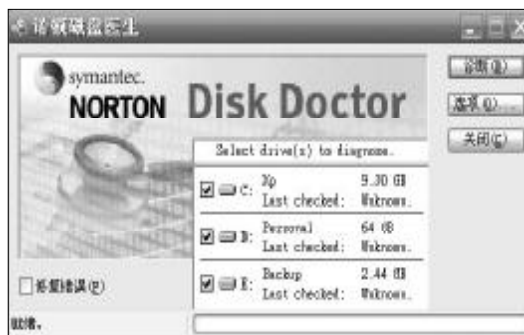 诺顿磁盘医生
symantec.
NORTON Disk Doctor
Select drive(s) to diagnose.
C: Xp 9.30 GB
Last checked: Unknown.
D: Personal 64 GB
Last checked: Unknown.
E: Backup 2.44 GB
Last checked: Unknown.
诊断(D)
选项(O)...
关闭(C)
修复错误(F)
就绪。